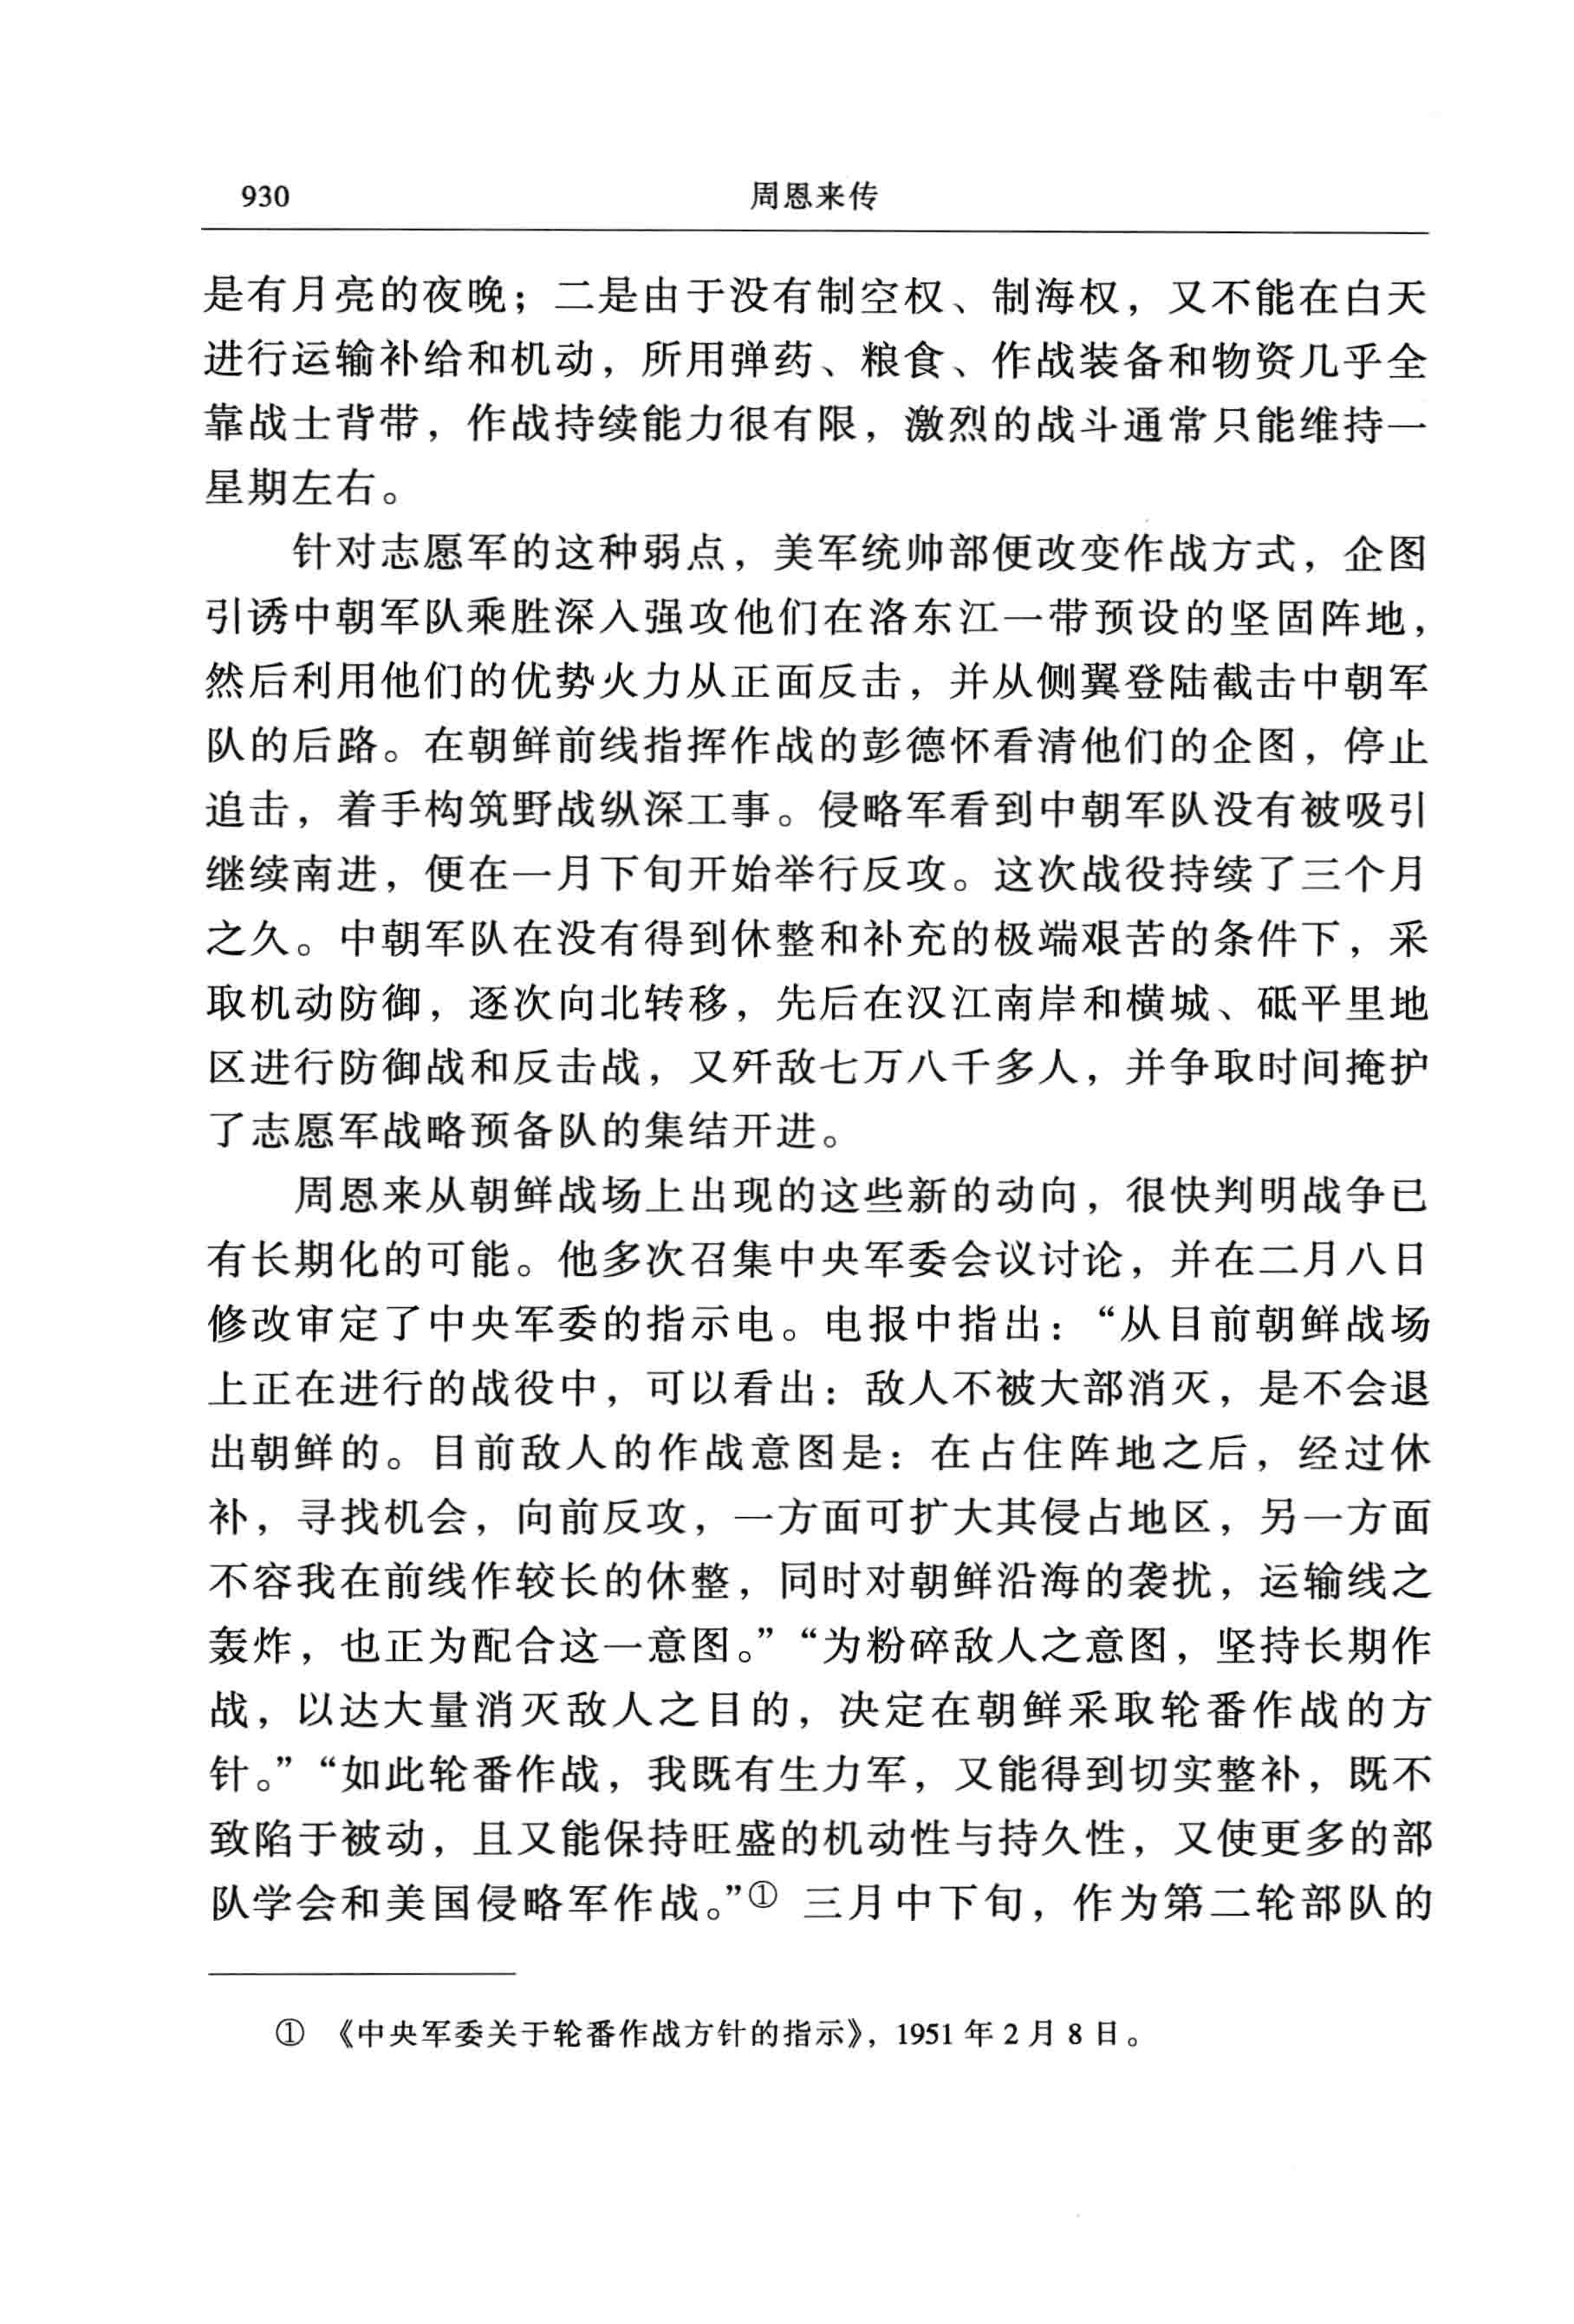 930 周恩来传
是有月亮的夜晚；二是由于没有制空权、制海权，又不能在白天
进行运输补给和机动，所用弹药、粮食、作战装备和物资几乎全
靠战士背带，作战持续能力很有限，激烈的战斗通常只能维持一
星期左右。
针对志愿军的这种弱点，美军统帅部便改变作战方式，企图
引诱中朝军队乘胜深入强攻他们在洛东江一带预设的坚固阵地，
然后利用他们的优势火力从正面反击，并从侧翼登陆截击中朝军
队的后路。在朝鲜前线指挥作战的彭德怀看清他们的企图，停止
追击，着手构筑野战纵深工事。侵略军看到中朝军队没有被吸引
继续南进，便在一月下旬开始举行反攻。这次战役持续了三个月
之久。中朝军队在没有得到休整和补充的极端艰苦的条件下，采
取机动防御，逐次向北转移，先后在汉江南岸和横城、砥平里地
区进行防御战和反击战，又歼敌七万八千多人，并争取时间掩护
了志愿军战略预备队的集结开进。
周恩来从朝鲜战场上出现的这些新的动向，很快判明战争已
有长期化的可能。他多次召集中央军委会议讨论，并在二月八日
修改审定了中央军委的指示电。电报中指出：“从目前朝鲜战场
上正在进行的战役中，可以看出：敌人不被大部消灭，是不会退
出朝鲜的。目前敌人的作战意图是：在占住阵地之后，经过休
补，寻找机会，向前反攻，一方面可扩大其侵占地区，另一方面
不容我在前线作较长的休整，同时对朝鲜沿海的袭扰，运输线之
轰炸，也正为配合这一意图。”“为粉碎敌人之意图，坚持长期作
战，以达大量消灭敌人之目的，决定在朝鲜采取轮番作战的方
针。”“如此轮番作战，我既有生力军，又能得到切实整补，既不
致陷于被动，且又能保持旺盛的机动性与持久性，又使更多的部
队学会和美国侵略军作战。”① 三月中下旬，作为第二轮部队的
① 《中央军委关于轮番作战方针的指示》，1951 年 2 月 8 日。